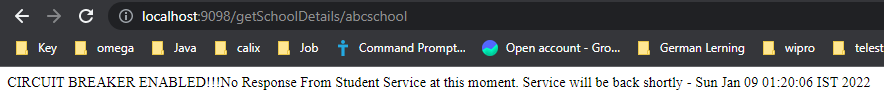 localhost:9098/getSchoolDetails/abcschool
Key omega Java calix Job Command Prompt... Open account - Gro... German Lerning wipro telest
CIRCUIT BREAKER ENABLED!!!No Response From Student Service at this moment. Service will be back shortly - Sun Jan 09 01:20:06 IST 2022